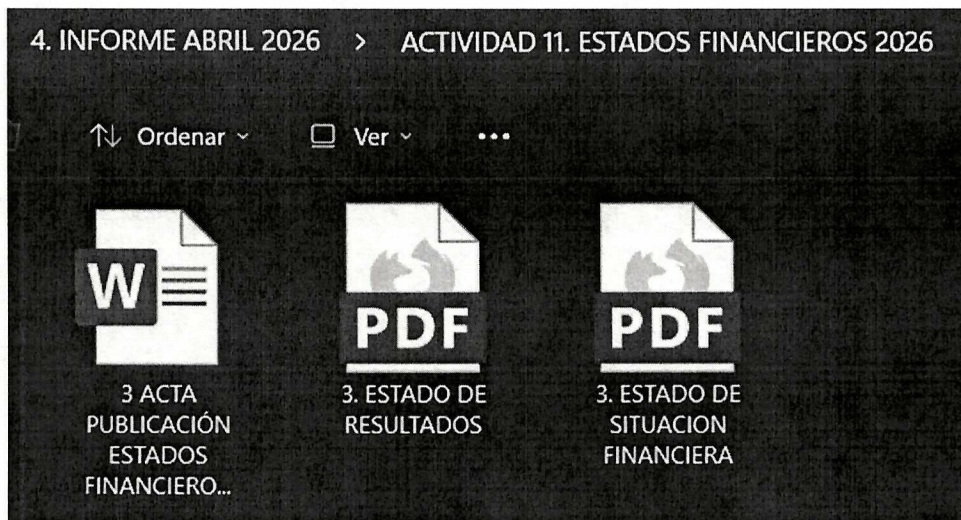 4. INFORME ABRIL 2026 > ACTIVIDAD 11. ESTADOS FINANCIEROS 2026
Ordenar Ver ...
W
PDF
PDF
3 ACTA
PUBLICACIÓN
ESTADOS
FINANCIERO...
3. ESTADO DE
RESULTADOS
3. ESTADO DE
SITUACION
FINANCIERA